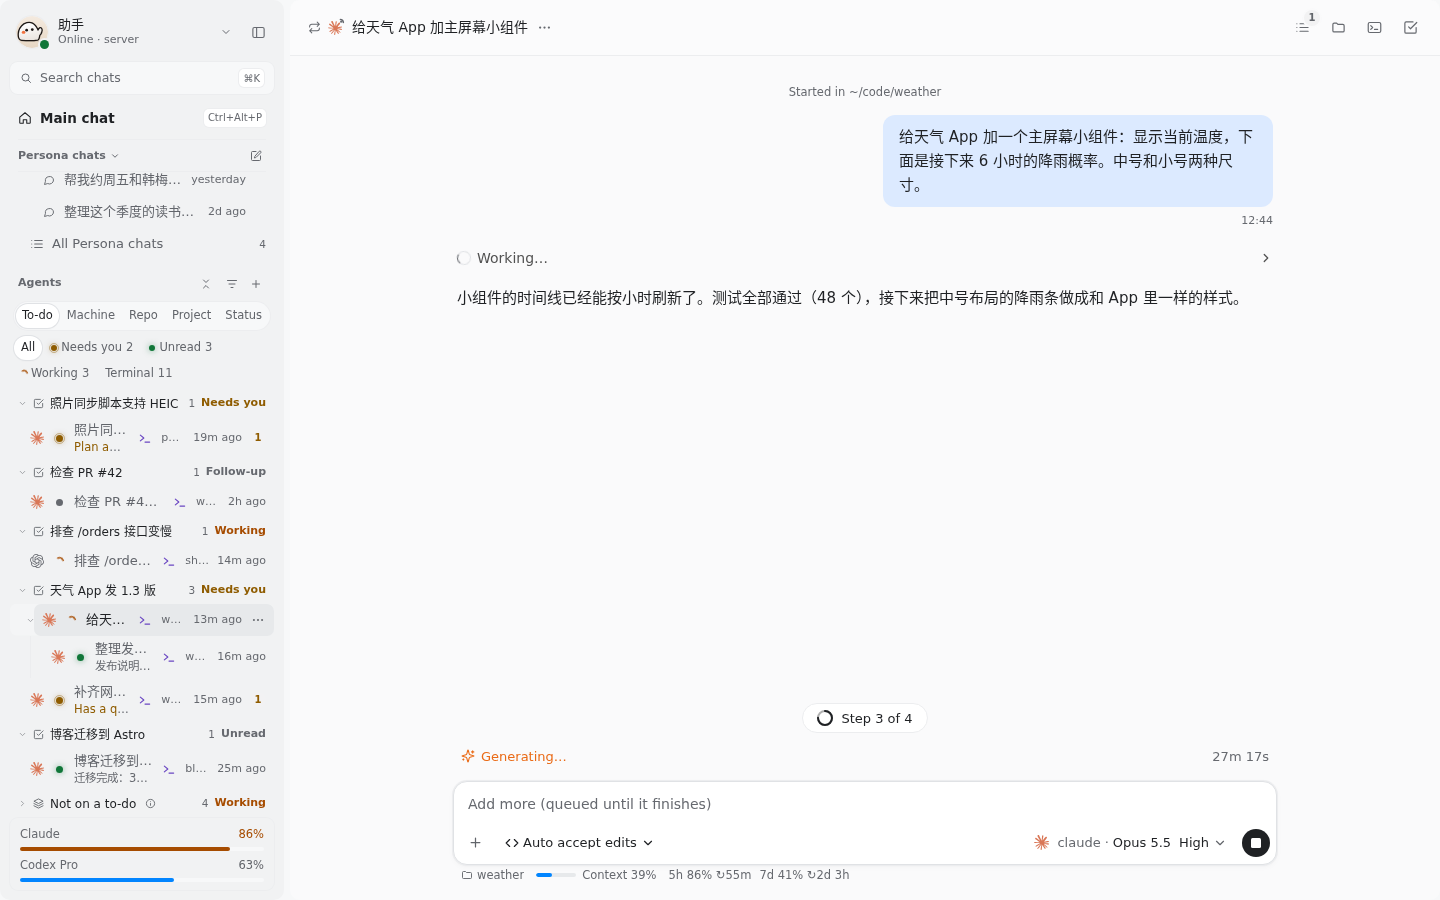 助手
Online · server
Search chats
⌘K
Main chat
Ctrl+Alt+P
Persona chats
帮我约周五和韩梅… yesterday
整理这个季度的读书… 2d ago
All Persona chats 4
Agents
To-do Machine Repo Project Status
All Needs you 2 Unread 3
Working 3 Terminal 11
照片同步脚本支持 HEIC 1 Needs you
照片同… p… 19m ago 1
Plan a…
检查 PR #42 1 Follow-up
检查 PR #4… w… 2h ago
排查 /orders 接口变慢 1 Working
排查 /orde… sh… 14m ago
天气 App 发 1.3 版 3 Needs you
给天… w… 13m ago ···
整理发… w… 16m ago
发布说明…
补齐网… w… 15m ago 1
Has a q…
博客迁移到 Astro 1 Unread
博客迁移到… bl… 25m ago
迁移完成：3…
Not on a to-do 4 Working
Claude 86%
Codex Pro 63%
给天气 App 加主屏幕小组件 ···
1
Started in ~/code/weather
给天气 App 加一个主屏幕小组件：显示当前温度，下
面是接下来 6 小时的降雨概率。中号和小号两种尺
寸。
12:44
Working…
小组件的时间线已经能按小时刷新了。测试全部通过（48 个），接下来把中号布局的降雨条做成和 App 里一样的样式。
Step 3 of 4
Generating… 27m 17s
Add more (queued until it finishes)
Auto accept edits claude · Opus 5.5 High
weather Context 39% 5h 86% ↻55m 7d 41% ↻2d 3h